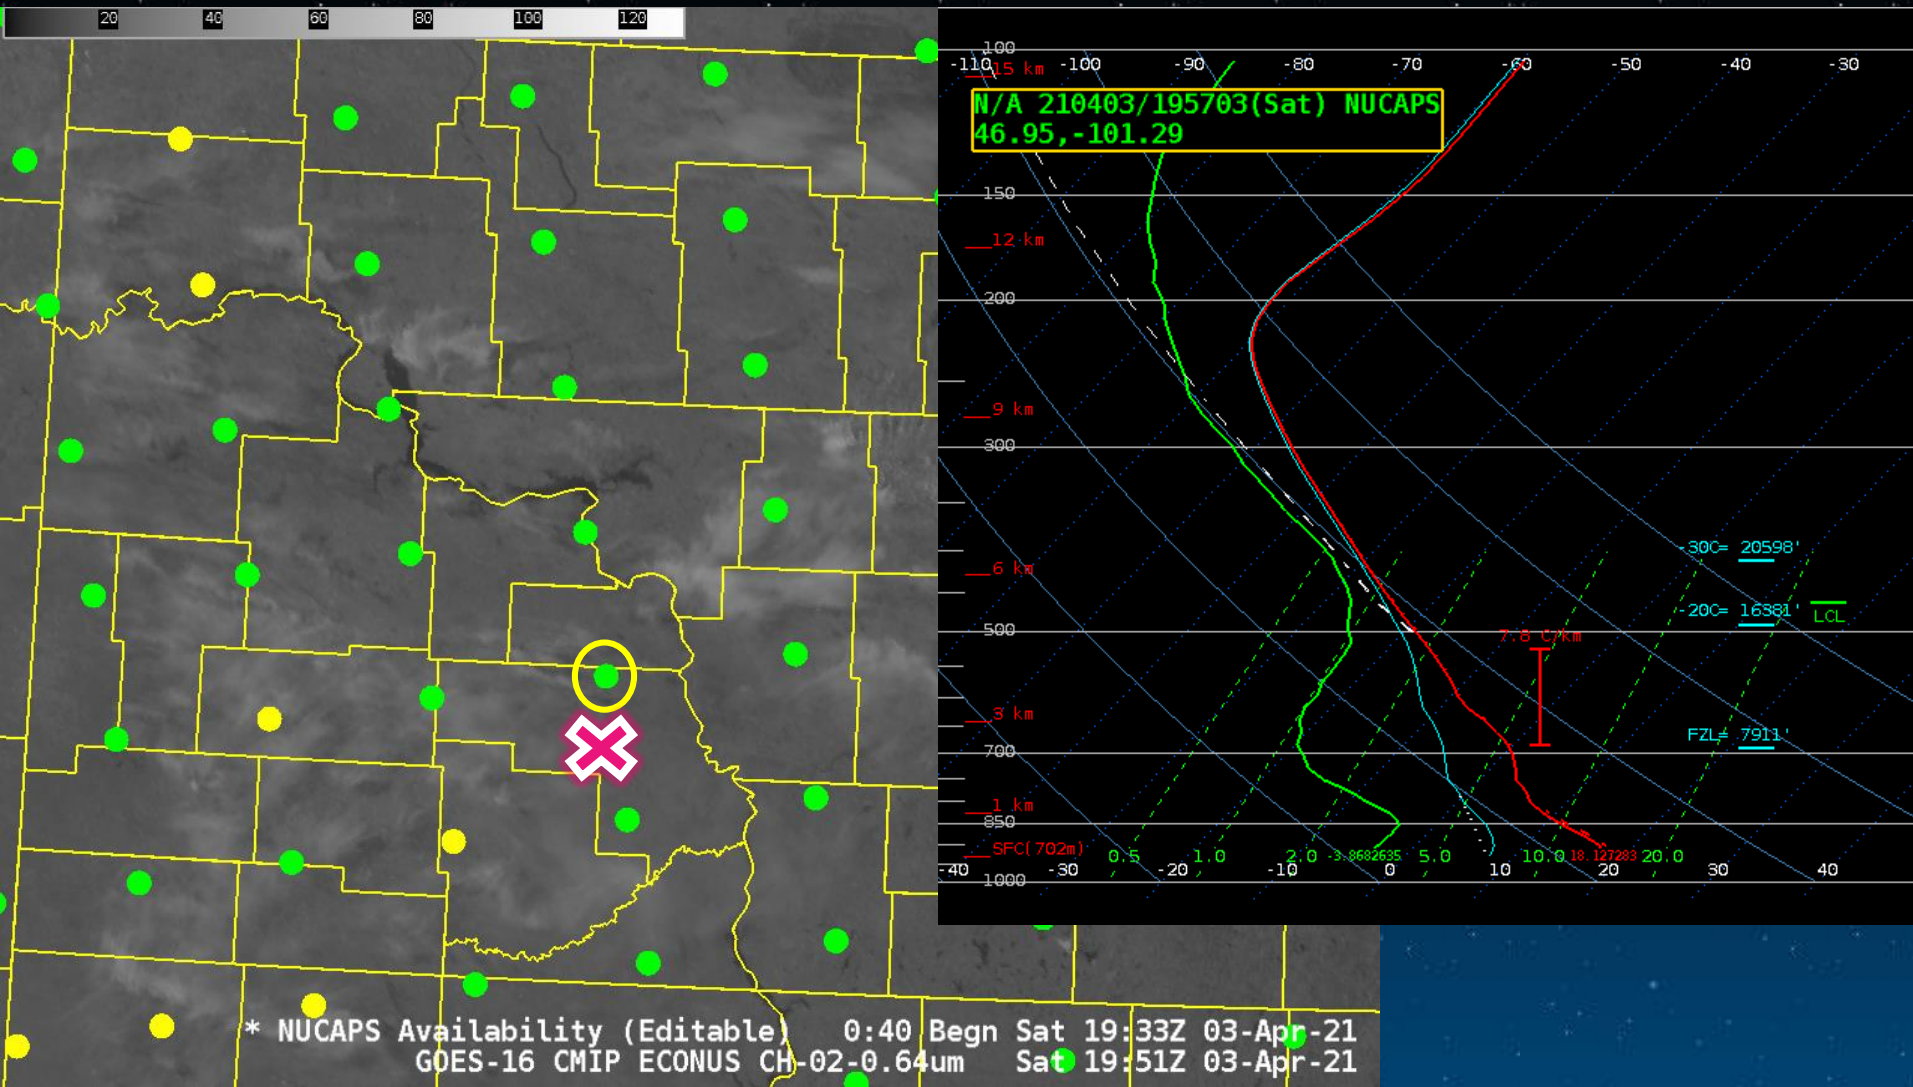 20 40 60 80 100 120
100
-110 -100 -90 -80 -70 -60 -50 -40 -30
15 km
N/A 210403/195703(Sat) NUCAPS
46.95,-101.29
150
12 km
200
9 km
300
-30C= 20598'
6 km
-20C= 16381' LCL
500
7.8 C/km
3 km
FZL= 7911'
700
1 km
850
SFC(702m) 0.5 1.0 2.0 -3.8682635 5.0 10.0 18.127283 20.0
-40 -30 -20 -10 0 10 20 30 40
1000
* NUCAPS Availability (Editable) 0:40 Begn Sat 19:33Z 03-Apr-21
GOES-16 CMIP ECONUS CH-02-0.64um Sat 19:51Z 03-Apr-21